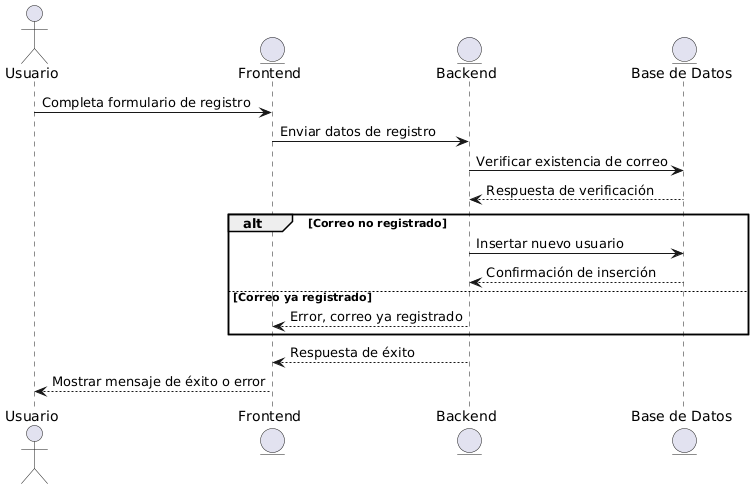 Usuario
Frontend
Backend
Base de Datos
Completa formulario de registro
Enviar datos de registro
Verificar existencia de correo
Respuesta de verificación
alt
[Correo no registrado]
Insertar nuevo usuario
Confirmación de inserción
[Correo ya registrado]
Error, correo ya registrado
Respuesta de éxito
Mostrar mensaje de éxito o error
Usuario
Frontend
Backend
Base de Datos